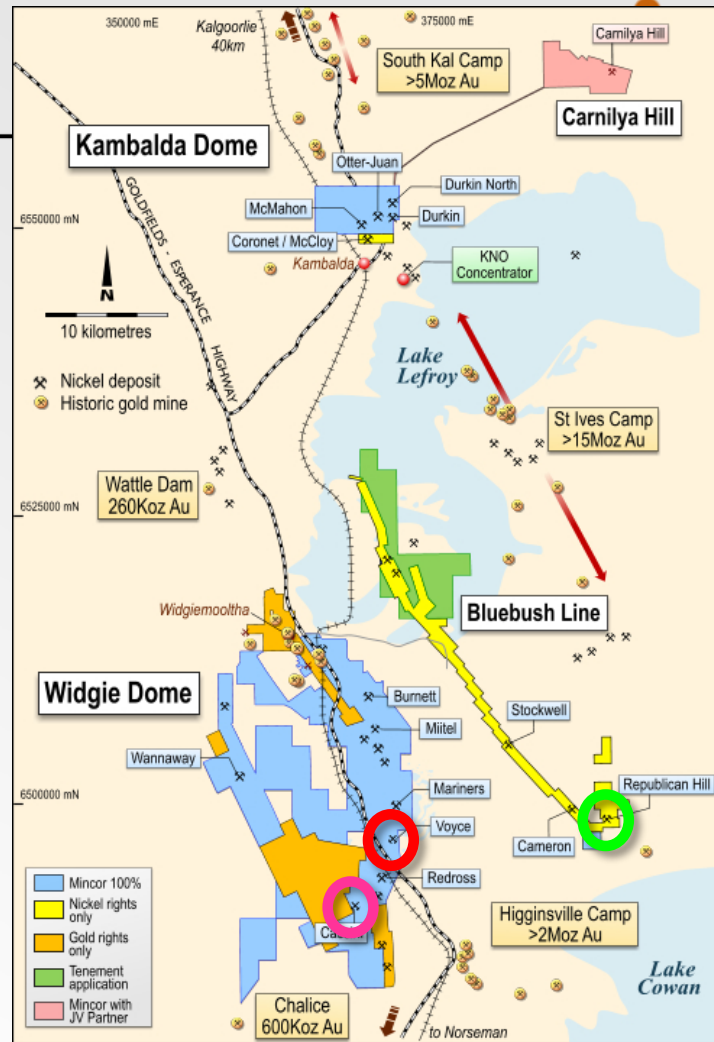 350000 mE
375000 mE
Kalgoorlie
40km
South Kal Camp
>5Moz Au
Carnilya Hill
Carnilya Hill
Kambalda Dome
Otter-Juan
Durkin North
McMahon
Durkin
6550000 mN
Coronet / McCloy
Kambalda
KNO
Concentrator
GOLDFIELDS - ESPERANCE
HIGHWAY
N
10 kilometres
Lake
Lefroy
Nickel deposit
Historic gold mine
St Ives Camp
>15Moz Au
Wattle Dam
260Koz Au
6525000 mN
Widgiemooltha
Bluebush Line
Widgie Dome
Burnett
Stockwell
Miitel
Wannaway
Republican Hill
6500000 mN
Mariners
Voyce
Cameron
Redross
Mincor 100%
Nickel rights
only
Gold rights
only
Tenement
application
Mincor with
JV Partner
Higginsville Camp
>2Moz Au
Lake
Cowan
Chalice
600Koz Au
to Norseman